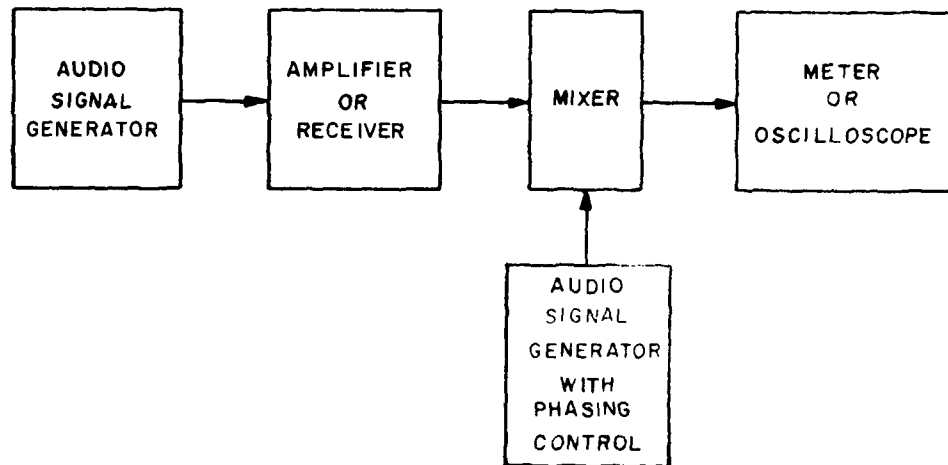 AUDIO
SIGNAL
GENERATOR
AMPLIFIER
OR
RECEIVER
MIXER
METER
OR
OSCILLOSCOPE
AUDIO
SIGNAL
GENERATOR
WITH
PHASING
CONTROL